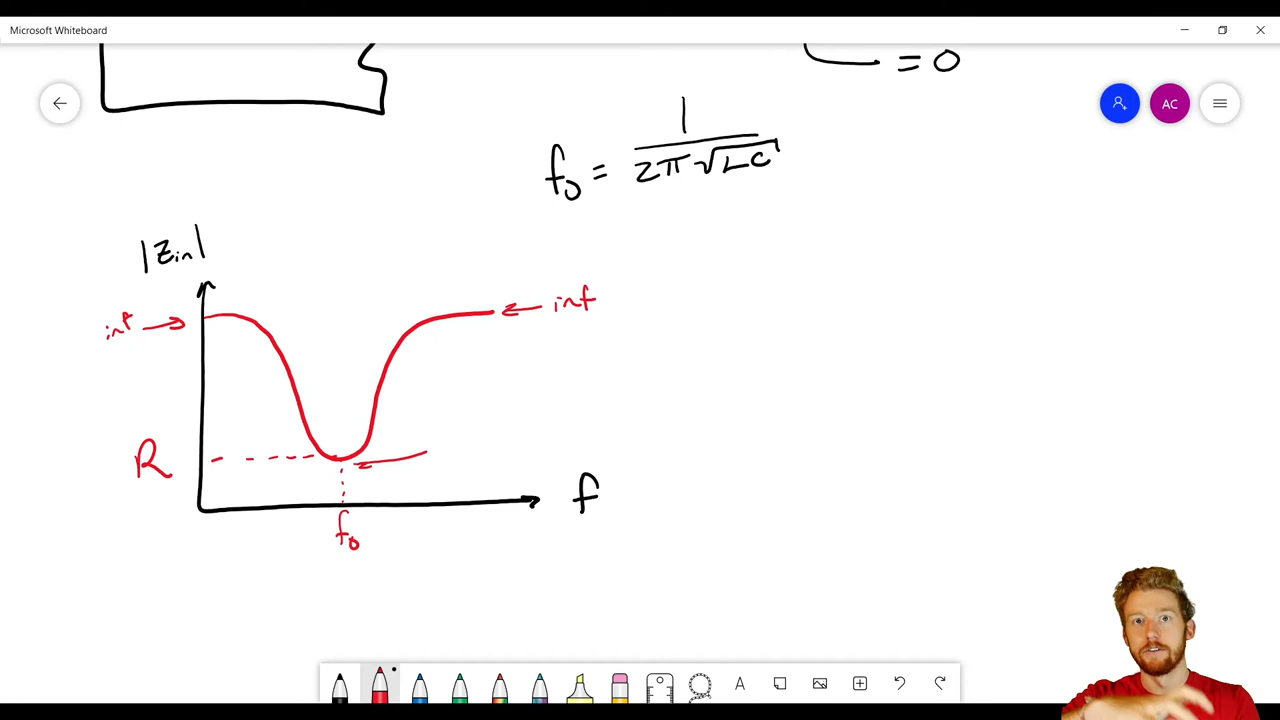 Microsoft Whiteboard
= 0
AC
f₀ = 1 / 2π√LC
|Zin|
inf
inf
R
f
f₀
A